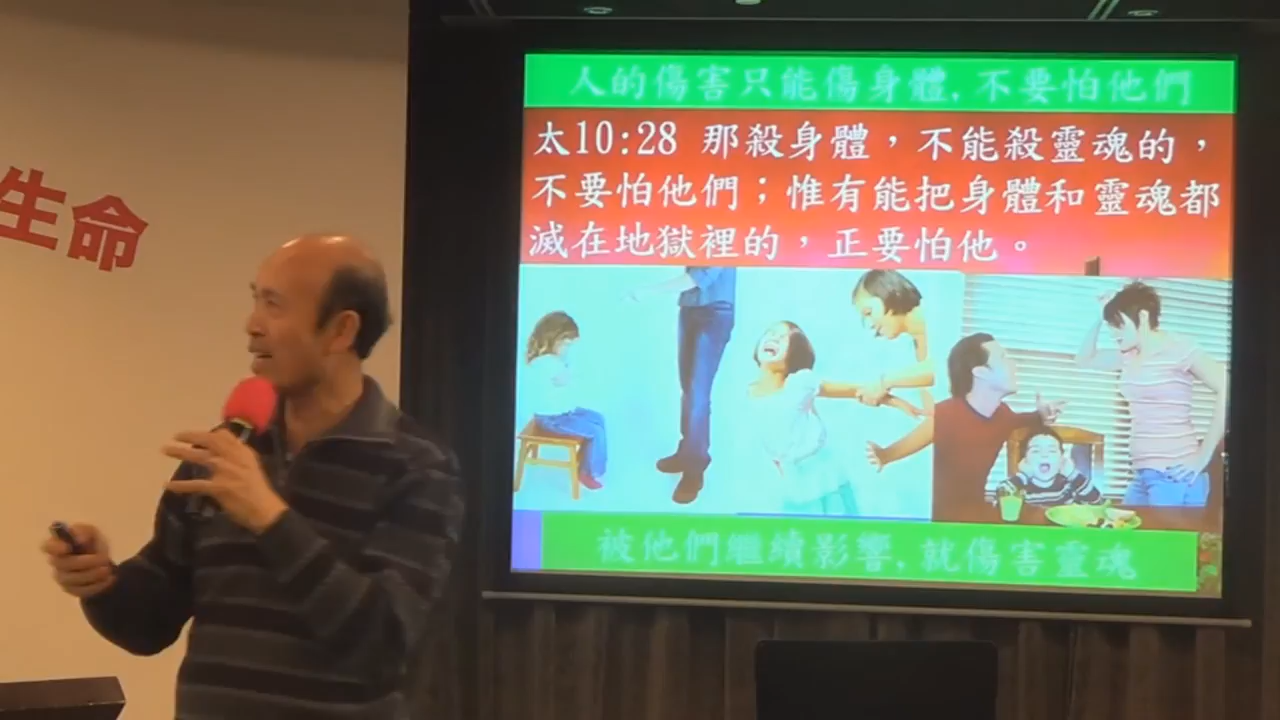 生命
人的傷害只能傷身體,不要怕他們
太10:28 那殺身體，不能殺靈魂的，
不要怕他們；惟有能把身體和靈魂都
滅在地獄裡的，正要怕他。
被他們繼續影響,就傷害靈魂